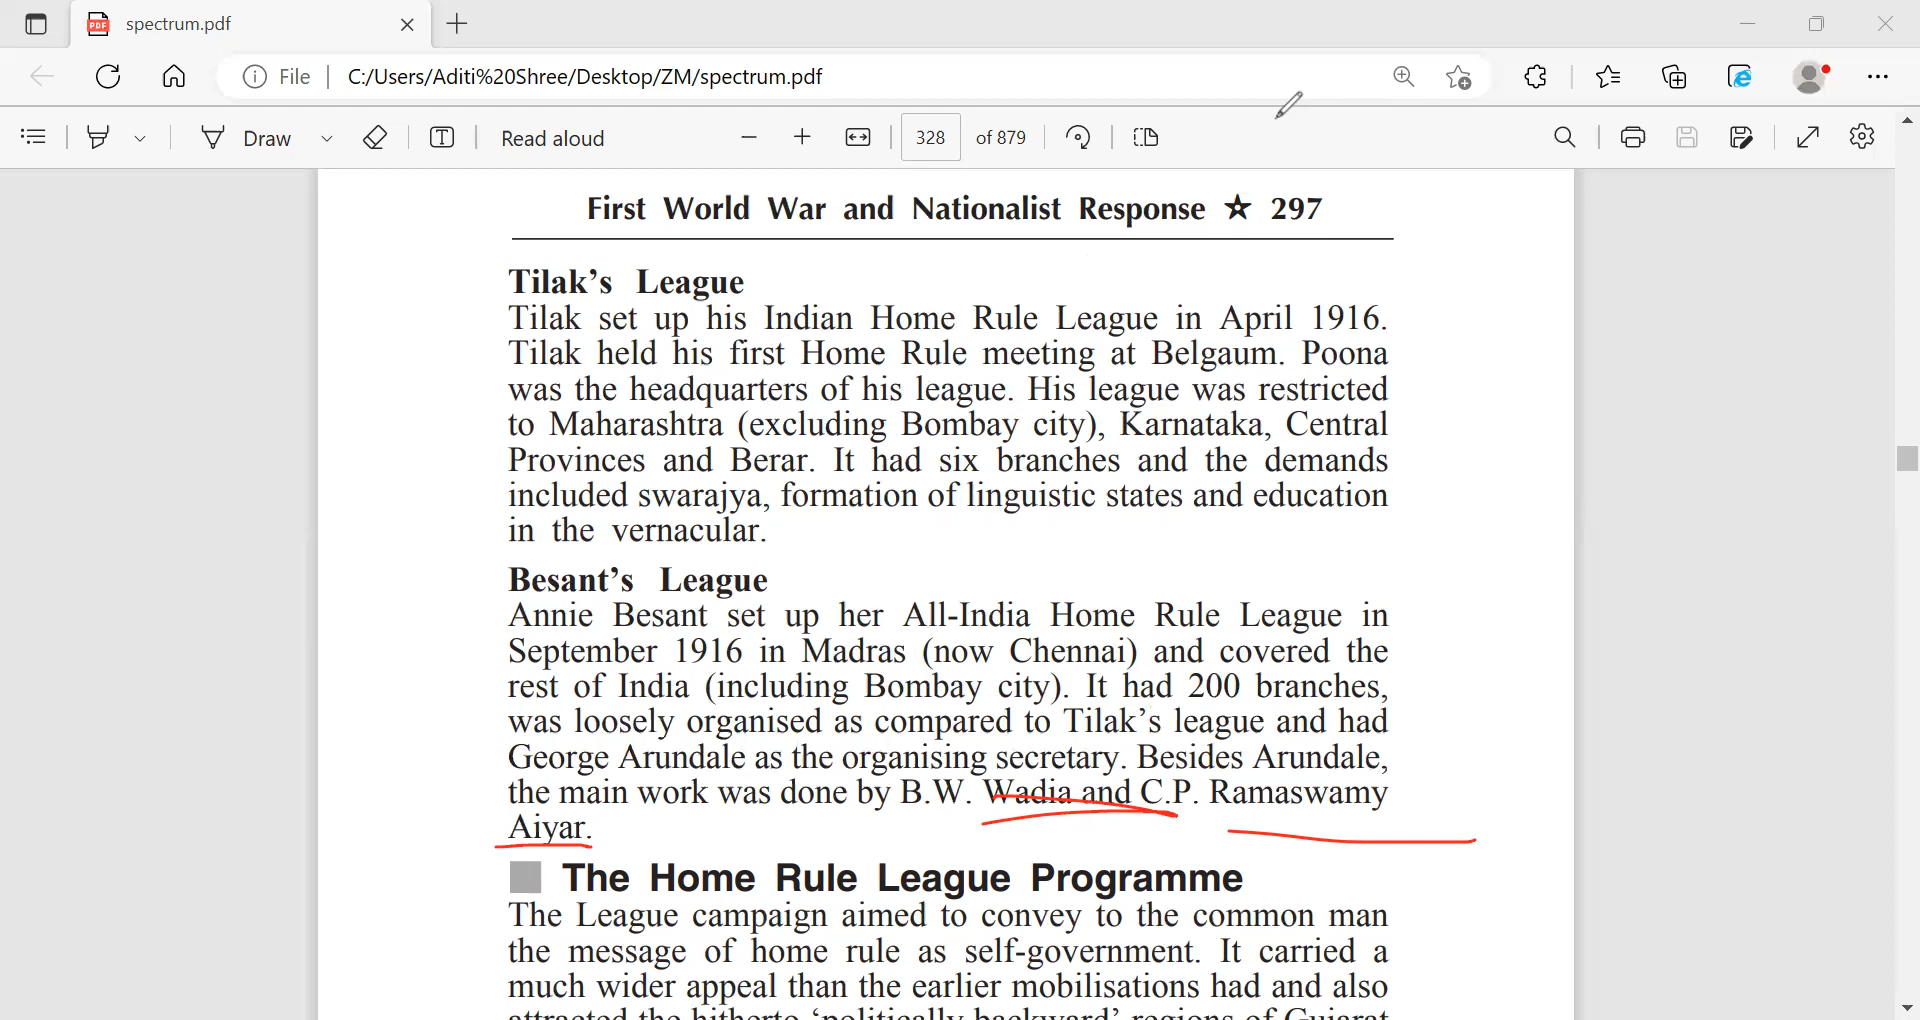 spectrum.pdf
File
C:/Users/Aditi%20Shree/Desktop/ZM/spectrum.pdf
Draw
Read aloud
328 of 879
First World War and Nationalist Response ☆ 297
Tilak’s League
Tilak set up his Indian Home Rule League in April 1916.
Tilak held his first Home Rule meeting at Belgaum. Poona
was the headquarters of his league. His league was restricted
to Maharashtra (excluding Bombay city), Karnataka, Central
Provinces and Berar. It had six branches and the demands
included swarajya, formation of linguistic states and education
in the vernacular.
Besant’s League
Annie Besant set up her All-India Home Rule League in
September 1916 in Madras (now Chennai) and covered the
rest of India (including Bombay city). It had 200 branches,
was loosely organised as compared to Tilak’s league and had
George Arundale as the organising secretary. Besides Arundale,
the main work was done by B.W. Wadia and C.P. Ramaswamy
Aiyar.
The Home Rule League Programme
The League campaign aimed to convey to the common man
the message of home rule as self-government. It carried a
much wider appeal than the earlier mobilisations had and also
attracted the hitherto ‘politically backward’ regions of Gujarat